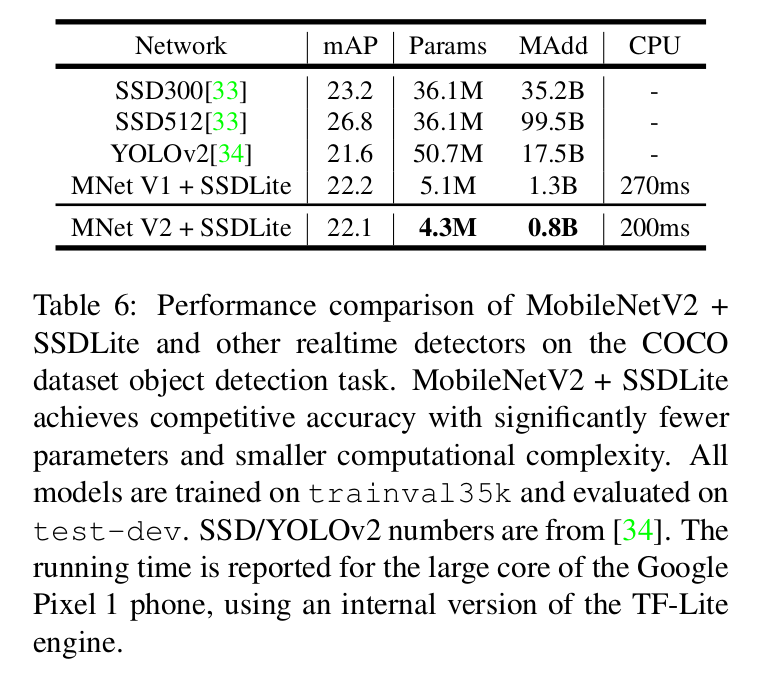 Network mAP Params MAdd CPU
SSD300[33] 23.2 36.1M 35.2B -
SSD512[33] 26.8 36.1M 99.5B -
YOLOv2[34] 21.6 50.7M 17.5B -
MNet V1 + SSDLite 22.2 5.1M 1.3B 270ms
MNet V2 + SSDLite 22.1 4.3M 0.8B 200ms
Table 6: Performance comparison of MobileNetV2 +
SSDLite and other realtime detectors on the COCO
dataset object detection task. MobileNetV2 + SSDLite
achieves competitive accuracy with significantly fewer
parameters and smaller computational complexity. All
models are trained on trainval35k and evaluated on
test-dev. SSD/YOLOv2 numbers are from [34]. The
running time is reported for the large core of the Google
Pixel 1 phone, using an internal version of the TF-Lite
engine.